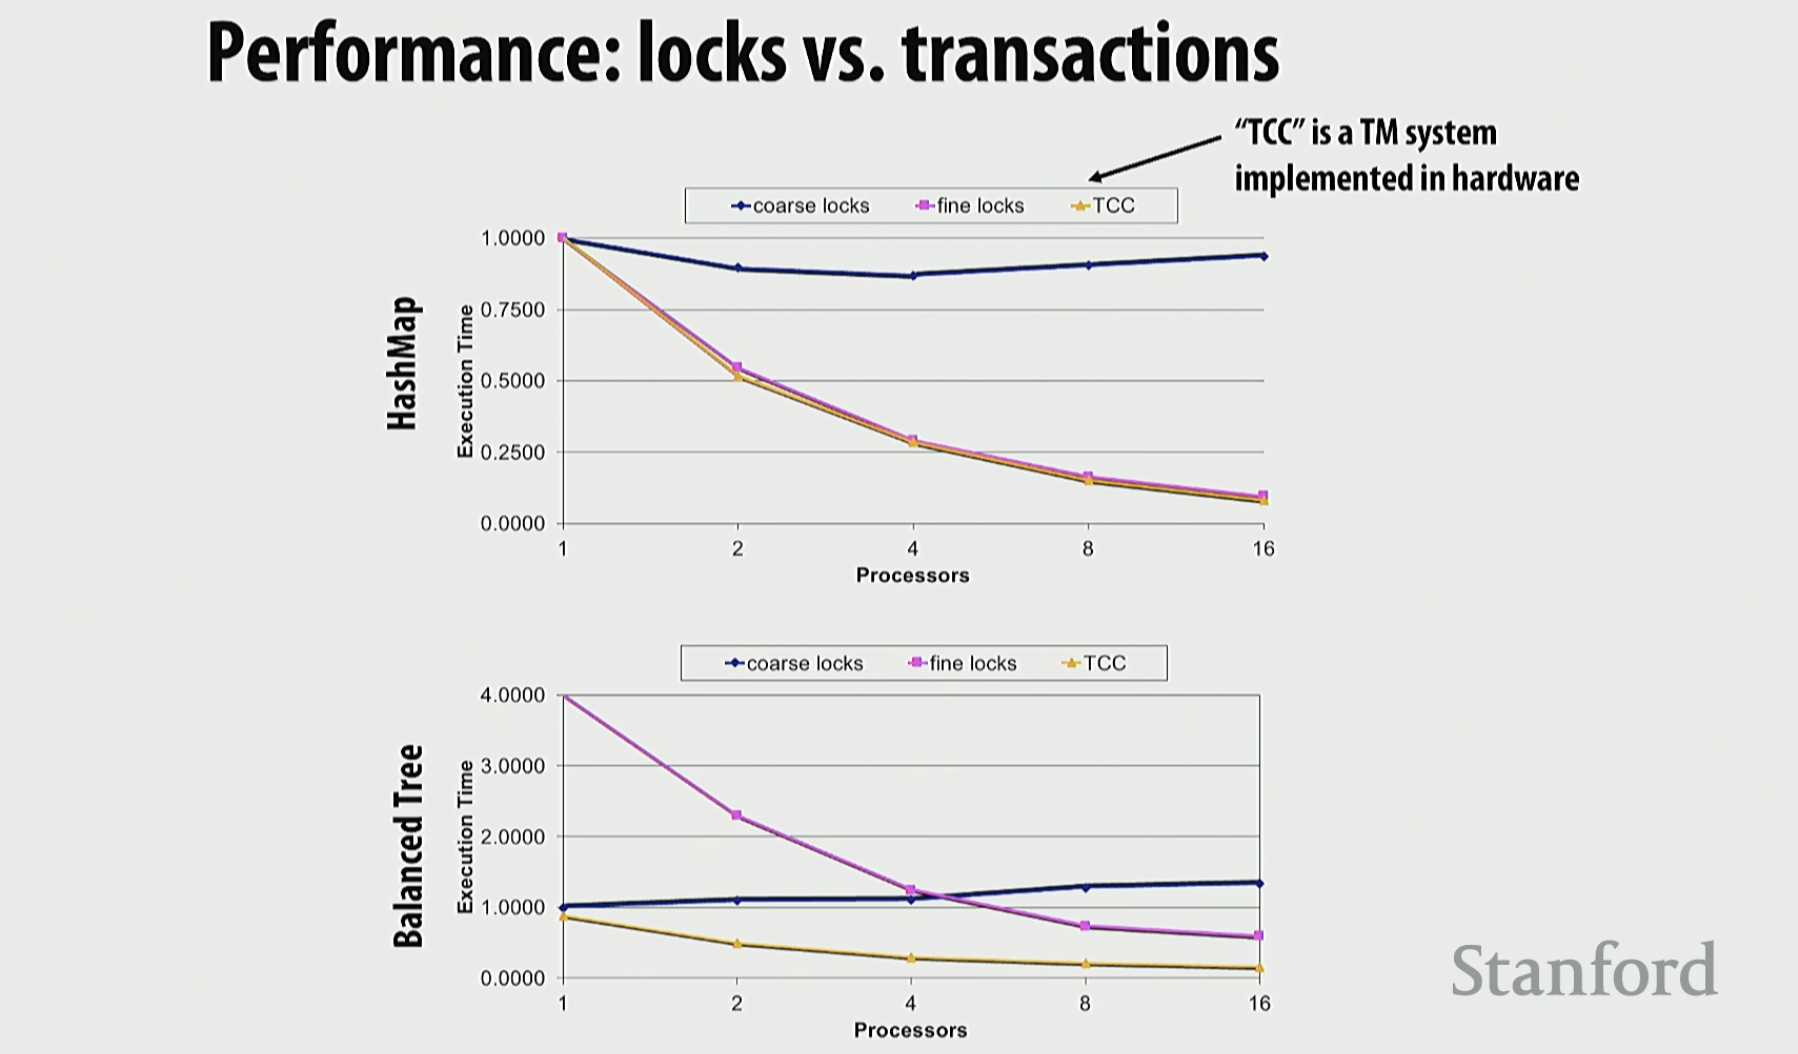 Performance: locks vs. transactions
“TCC” is a TM system
implemented in hardware
coarse locks fine locks TCC
HashMap
Execution Time
1.0000
0.7500
0.5000
0.2500
0.0000
1 2 4 8 16
Processors
coarse locks fine locks TCC
Balanced Tree
Execution Time
4.0000
3.0000
2.0000
1.0000
0.0000
1 2 4 8 16
Processors
Stanford